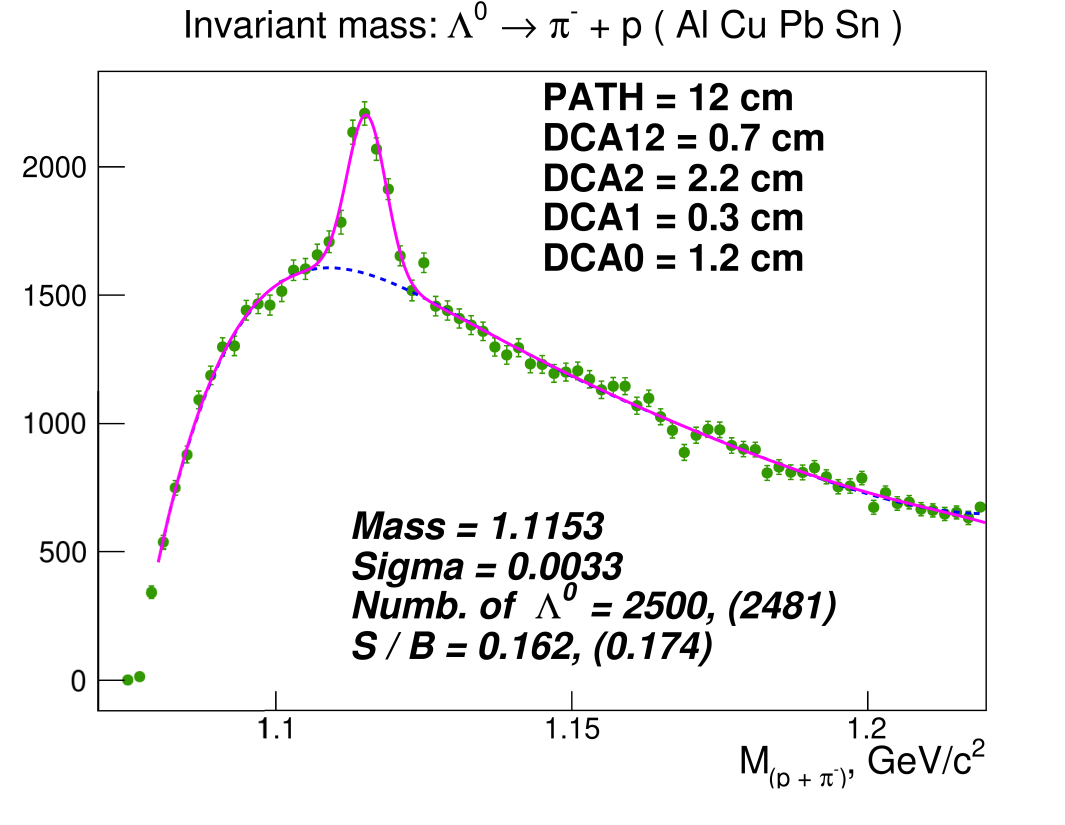 Invariant mass: Λ⁰ → π⁻ + p ( Al Cu Pb Sn )
PATH = 12 cm
DCA12 = 0.7 cm
DCA2 = 2.2 cm
DCA1 = 0.3 cm
DCA0 = 1.2 cm
2000
1500
1000
500
0
Mass = 1.1153
Sigma = 0.0033
Numb. of Λ⁰ = 2500, (2481)
S / B = 0.162, (0.174)
1.1 1.15 1.2
M(p + π⁻), GeV/c²